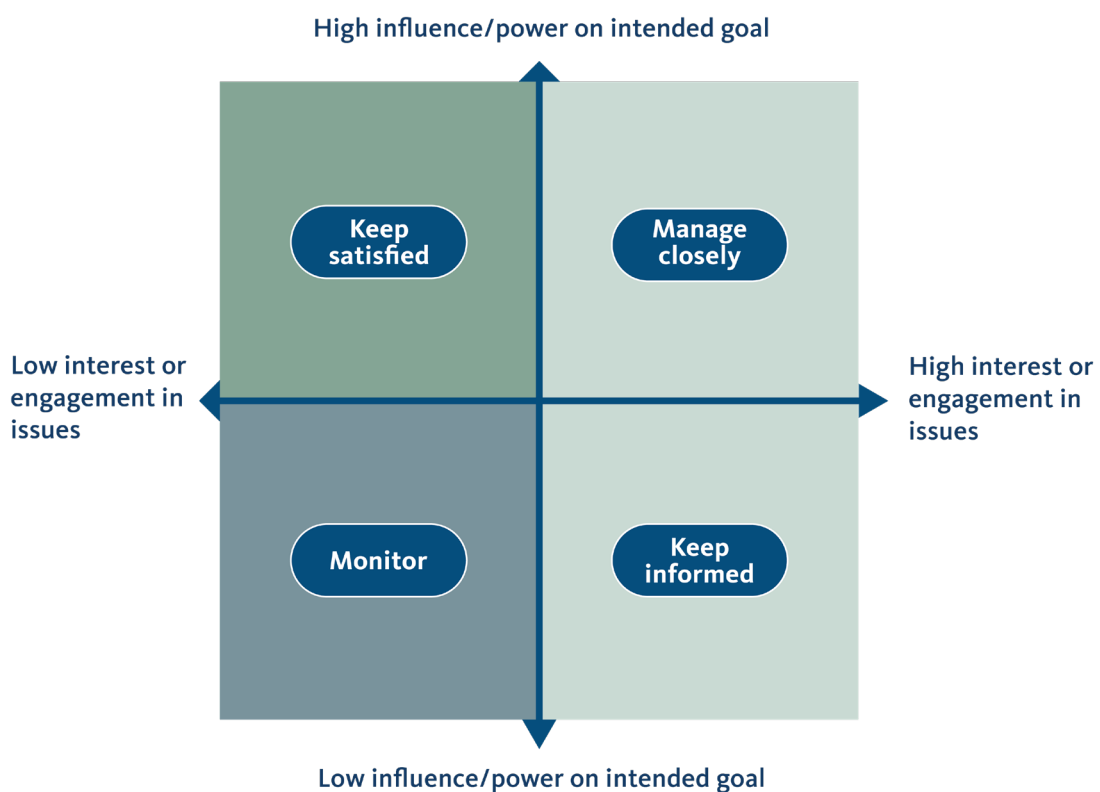 High influence/power on intended goal
Keep
satisfied
Manage
closely
Low interest or
engagement in
issues
High interest or
engagement in
issues
Monitor
Keep
informed
Low influence/power on intended goal